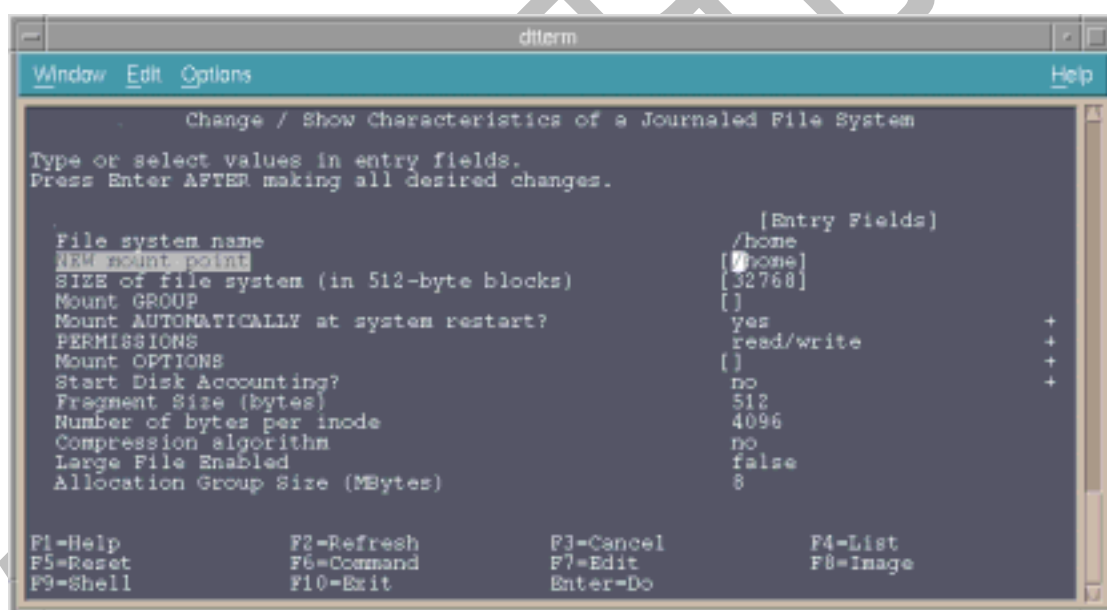 dtterm
Window Edit Options Help
Change / Show Characteristics of a Journaled File System
Type or select values in entry fields.
Press Enter AFTER making all desired changes.
[Entry Fields]
File system name /home
NEW mount point [/home]
SIZE of file system (in 512-byte blocks) [32768]
Mount GROUP []
Mount AUTOMATICALLY at system restart? yes +
PERMISSIONS read/write +
Mount OPTIONS [] +
Start Disk Accounting? no +
Fragment Size (bytes) 512
Number of bytes per inode 4096
Compression algorithm no
Large File Enabled false
Allocation Group Size (MBytes) 8
F1=Help F2=Refresh F3=Cancel F4=List
F5=Reset F6=Command F7=Edit F8=Image
F9=Shell F10=Exit Enter=Do